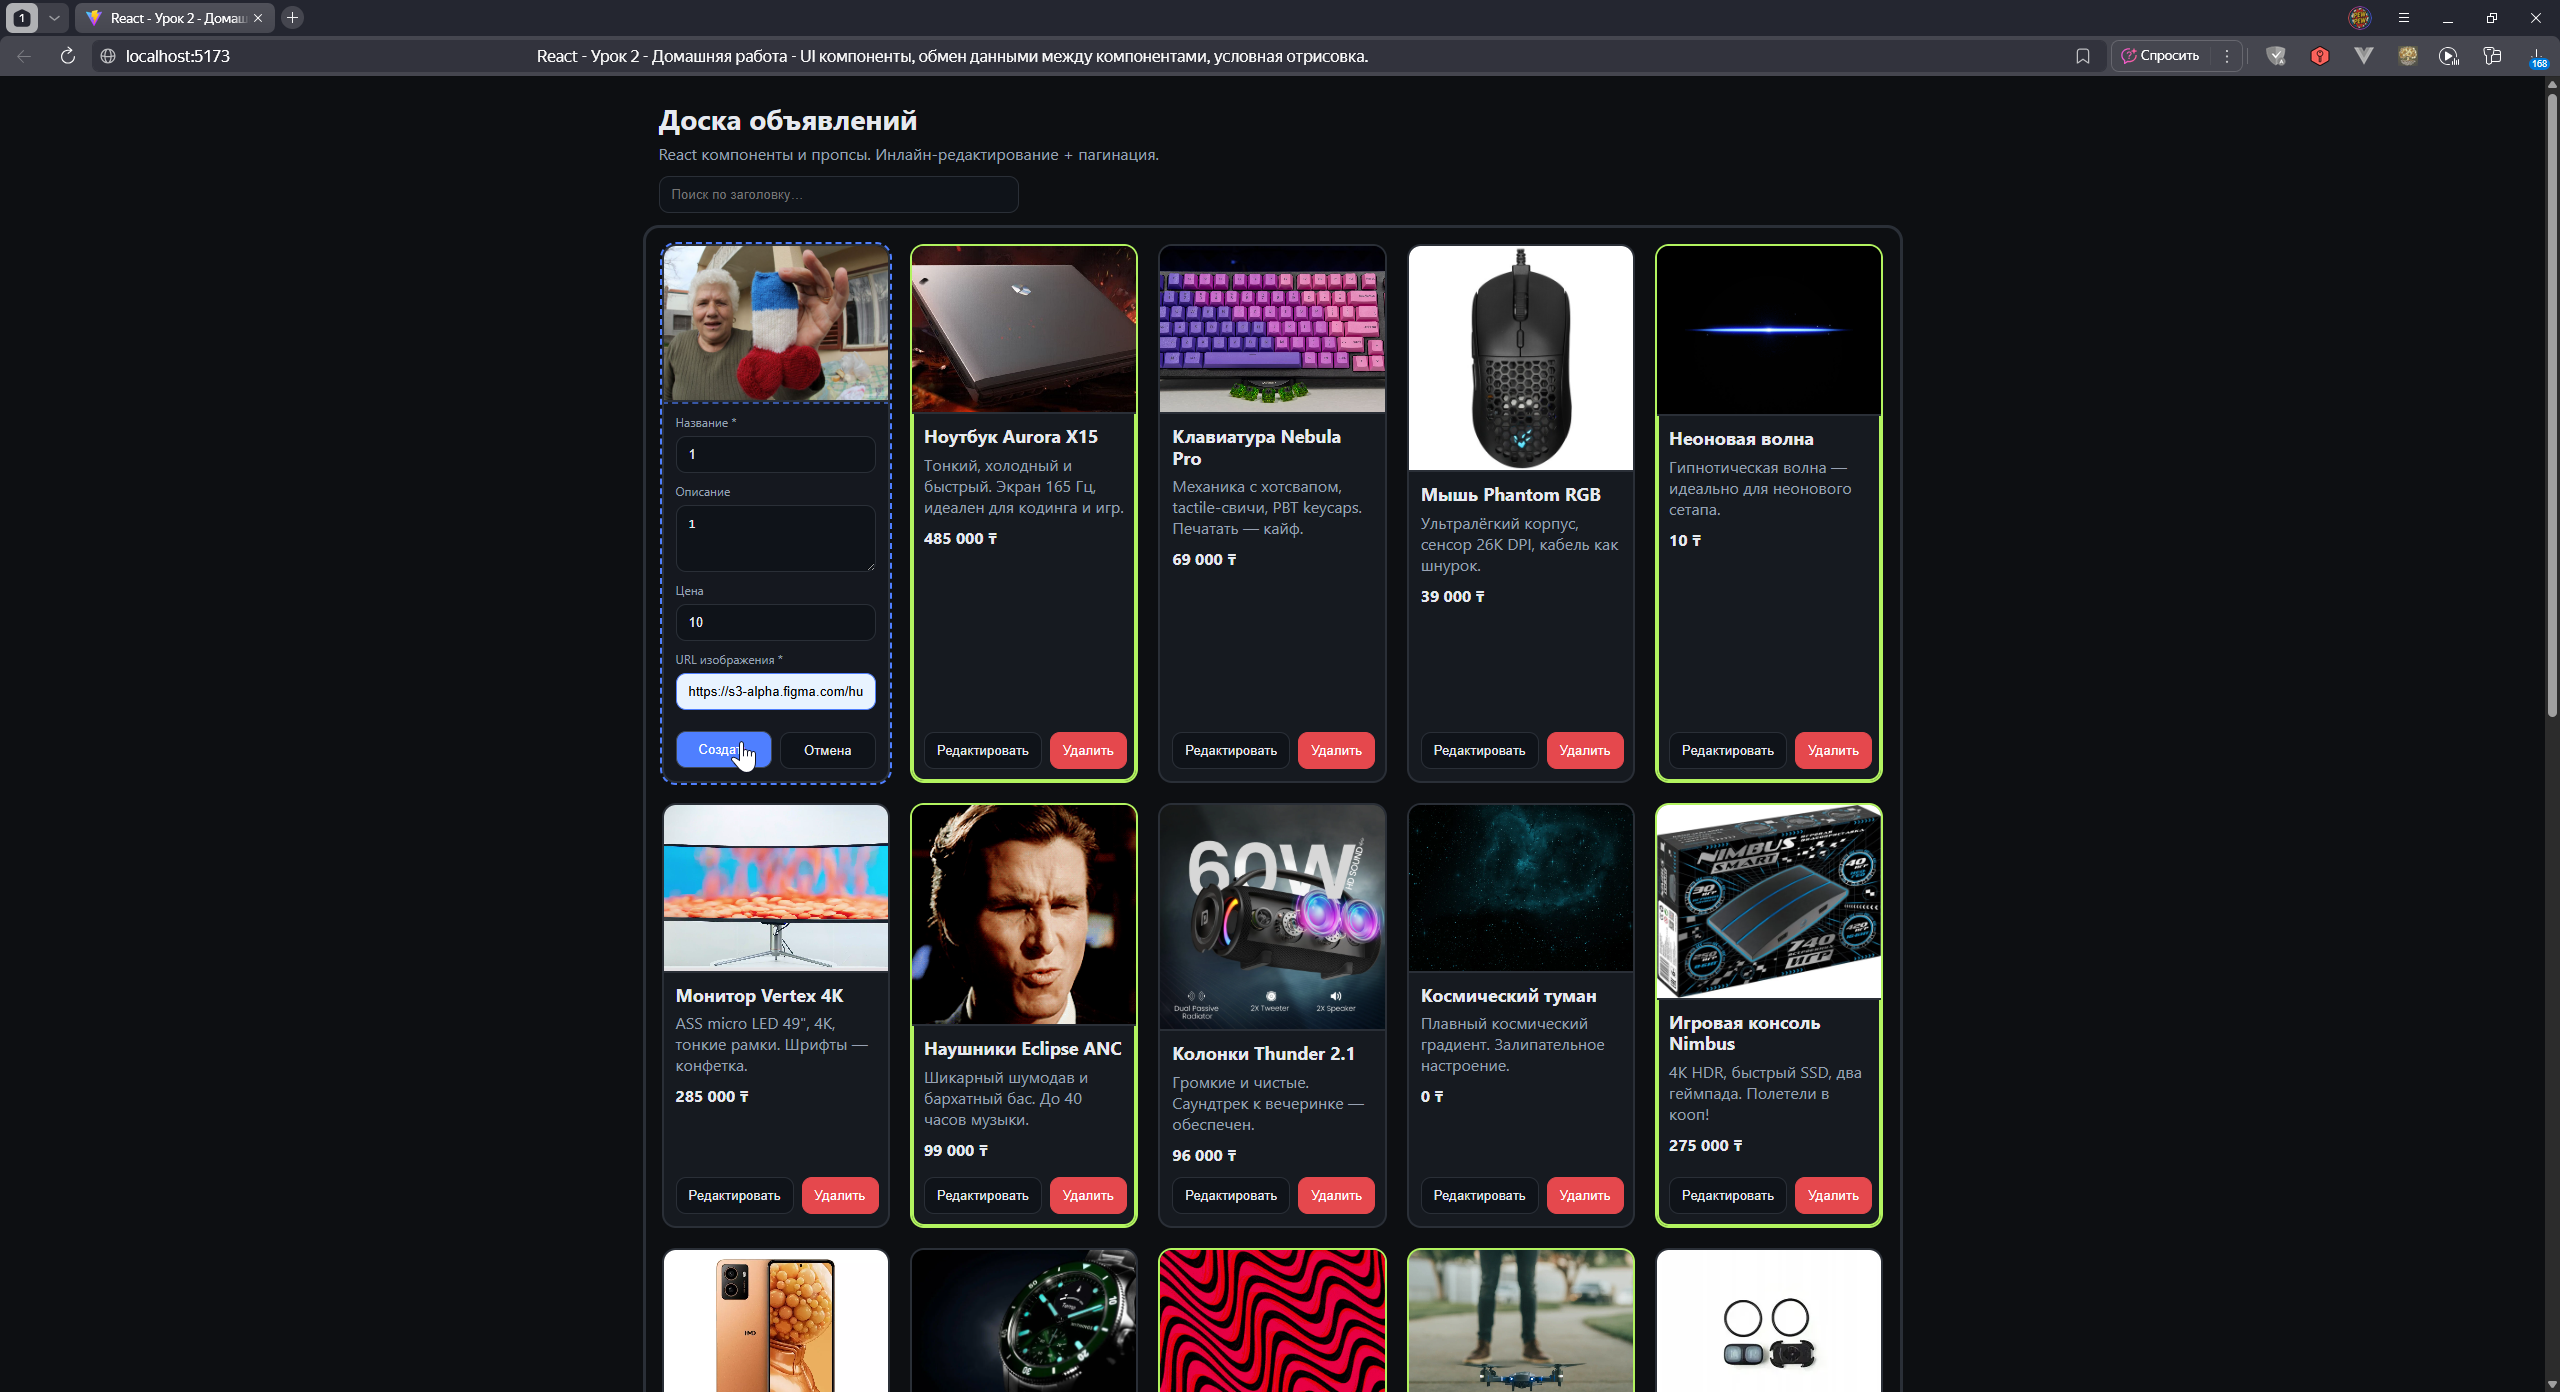 1
React - Урок 2 - Домаш
localhost:5173
React - Урок 2 - Домашняя работа - UI компоненты, обмен данными между компонентами, условная отрисовка.
Спросить
168
Доска объявлений
React компоненты и пропсы. Инлайн-редактирование + пагинация.
Поиск по заголовку...
Название *
1
Описание
1
Цена
10
URL изображения *
https://s3-alpha.figma.com/hu
Создат
Отмена
Ноутбук Aurora X15
Тонкий, холодный и
быстрый. Экран 165 Гц,
идеален для кодинга и игр.
485 000 ₸
Редактировать
Удалить
Клавиатура Nebula
Pro
Механика с хотсвапом,
tactile-свичи, PBT keycaps.
Печатать — кайф.
69 000 ₸
Редактировать
Удалить
Мышь Phantom RGB
Ультралёгкий корпус,
сенсор 26K DPI, кабель как
шнурок.
39 000 ₸
Редактировать
Удалить
Неоновая волна
Гипнотическая волна —
идеально для неонового
сетапа.
10 ₸
Редактировать
Удалить
Монитор Vertex 4K
ASS micro LED 49", 4K,
тонкие рамки. Шрифты —
конфетка.
285 000 ₸
Редактировать
Удалить
Наушники Eclipse ANC
Шикарный шумодав и
бархатный бас. До 40
часов музыки.
99 000 ₸
Редактировать
Удалить
60W
HD SOUND
Dual Passive
Radiator
2X Tweeter
2X Speaker
Колонки Thunder 2.1
Громкие и чистые.
Саундтрек к вечеринке —
обеспечен.
96 000 ₸
Редактировать
Удалить
Космический туман
Плавный космический
градиент. Залипательное
настроение.
0 ₸
Редактировать
Удалить
NIMBUS
SMART
740
ИГР
Игровая консоль
Nimbus
4K HDR, быстрый SSD, два
геймпада. Полетели в
кооп!
275 000 ₸
Редактировать
Удалить